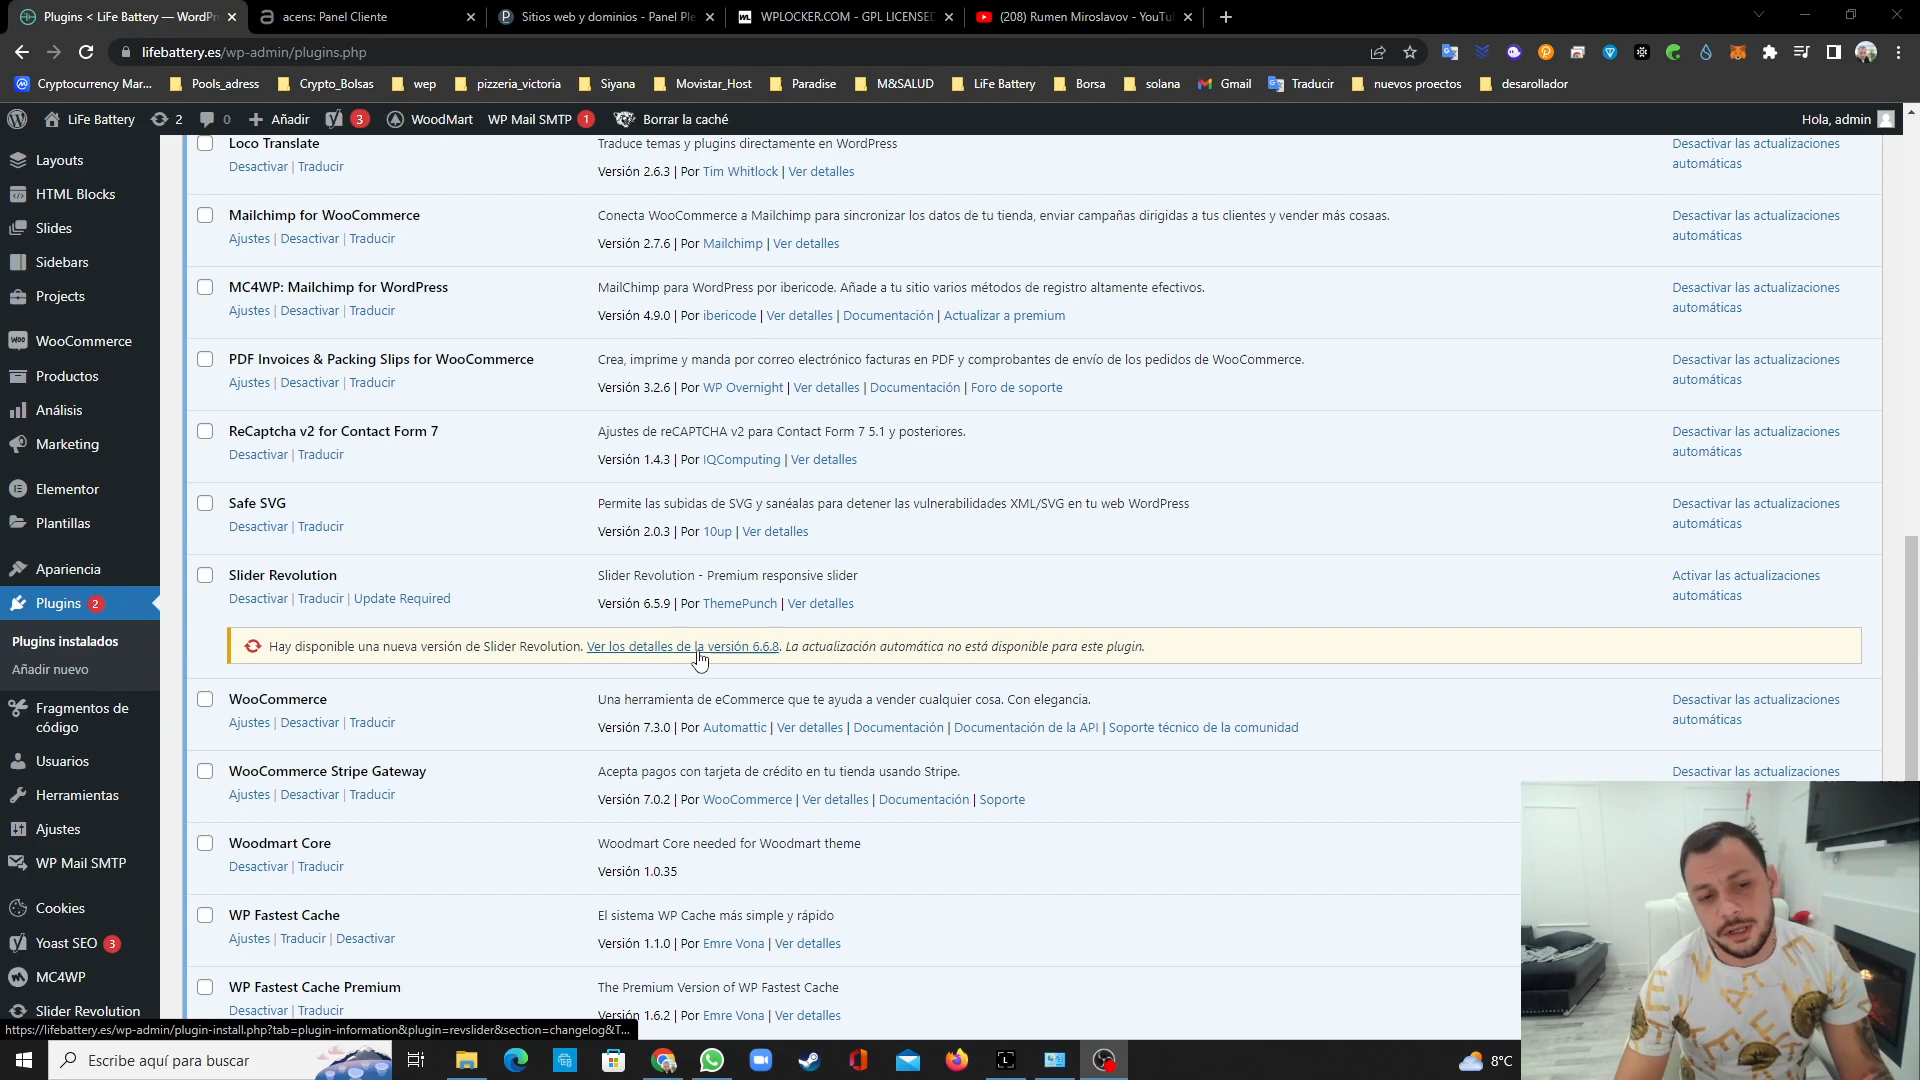 Plugins < LiFe Battery — WordPr
acens: Panel Cliente
Sitios web y dominios - Panel Ple
WPLOCKER.COM - GPL LICENSED
(208) Rumen Miroslavov - YouTu
lifebattery.es/wp-admin/plugins.php
Cryptocurrency Mar...
Pools_adress
Crypto_Bolsas
wep
pizzeria_victoria
Siyana
Movistar_Host
Paradise
M&SALUD
LiFe Battery
Borsa
solana
Gmail
Traducir
nuevos proectos
desarollador
LiFe Battery
2
0
Añadir
3
WoodMart
WP Mail SMTP 1
Borrar la caché
Hola, admin
Layouts
HTML Blocks
Slides
Sidebars
Projects
WooCommerce
Productos
Análisis
Marketing
Elementor
Plantillas
Apariencia
Plugins 2
Plugins instalados
Añadir nuevo
Fragmentos de
código
Usuarios
Herramientas
Ajustes
WP Mail SMTP
Cookies
Yoast SEO 3
MC4WP
Slider Revolution
Loco Translate
Desactivar | Traducir
Traduce temas y plugins directamente en WordPress
Versión 2.6.3 | Por Tim Whitlock | Ver detalles
Desactivar las actualizaciones
automáticas
Mailchimp for WooCommerce
Ajustes | Desactivar | Traducir
Conecta WooCommerce a Mailchimp para sincronizar los datos de tu tienda, enviar campañas dirigidas a tus clientes y vender más cosaas.
Versión 2.7.6 | Por Mailchimp | Ver detalles
Desactivar las actualizaciones
automáticas
MC4WP: Mailchimp for WordPress
Ajustes | Desactivar | Traducir
MailChimp para WordPress por ibericode. Añade a tu sitio varios métodos de registro altamente efectivos.
Versión 4.9.0 | Por ibericode | Ver detalles | Documentación | Actualizar a premium
Desactivar las actualizaciones
automáticas
PDF Invoices & Packing Slips for WooCommerce
Ajustes | Desactivar | Traducir
Crea, imprime y manda por correo electrónico facturas en PDF y comprobantes de envío de los pedidos de WooCommerce.
Versión 3.2.6 | Por WP Overnight | Ver detalles | Documentación | Foro de soporte
Desactivar las actualizaciones
automáticas
ReCaptcha v2 for Contact Form 7
Desactivar | Traducir
Ajustes de reCAPTCHA v2 para Contact Form 7 5.1 y posteriores.
Versión 1.4.3 | Por IQComputing | Ver detalles
Desactivar las actualizaciones
automáticas
Safe SVG
Desactivar | Traducir
Permite las subidas de SVG y sanéalas para detener las vulnerabilidades XML/SVG en tu web WordPress
Versión 2.0.3 | Por 10up | Ver detalles
Desactivar las actualizaciones
automáticas
Slider Revolution
Desactivar | Traducir | Update Required
Slider Revolution - Premium responsive slider
Versión 6.5.9 | Por ThemePunch | Ver detalles
Activar las actualizaciones
automáticas
Hay disponible una nueva versión de Slider Revolution. Ver los detalles de la versión 6.6.8. La actualización automática no está disponible para este plugin.
WooCommerce
Ajustes | Desactivar | Traducir
Una herramienta de eCommerce que te ayuda a vender cualquier cosa. Con elegancia.
Versión 7.3.0 | Por Automattic | Ver detalles | Documentación | Documentación de la API | Soporte técnico de la comunidad
Desactivar las actualizaciones
automáticas
WooCommerce Stripe Gateway
Ajustes | Desactivar | Traducir
Acepta pagos con tarjeta de crédito en tu tienda usando Stripe.
Versión 7.0.2 | Por WooCommerce | Ver detalles | Documentación | Soporte
Desactivar las actualizaciones
Woodmart Core
Desactivar | Traducir
Woodmart Core needed for Woodmart theme
Versión 1.0.35
WP Fastest Cache
Ajustes | Traducir | Desactivar
El sistema WP Cache más simple y rápido
Versión 1.1.0 | Por Emre Vona | Ver detalles
WP Fastest Cache Premium
Desactivar | Traducir
The Premium Version of WP Fastest Cache
Versión 1.6.2 | Por Emre Vona | Ver detalles
https://lifebattery.es/wp-admin/plugin-install.php?tab=plugin-information&plugin=revslider&section=changelog&T...
Escribe aquí para buscar
8°C